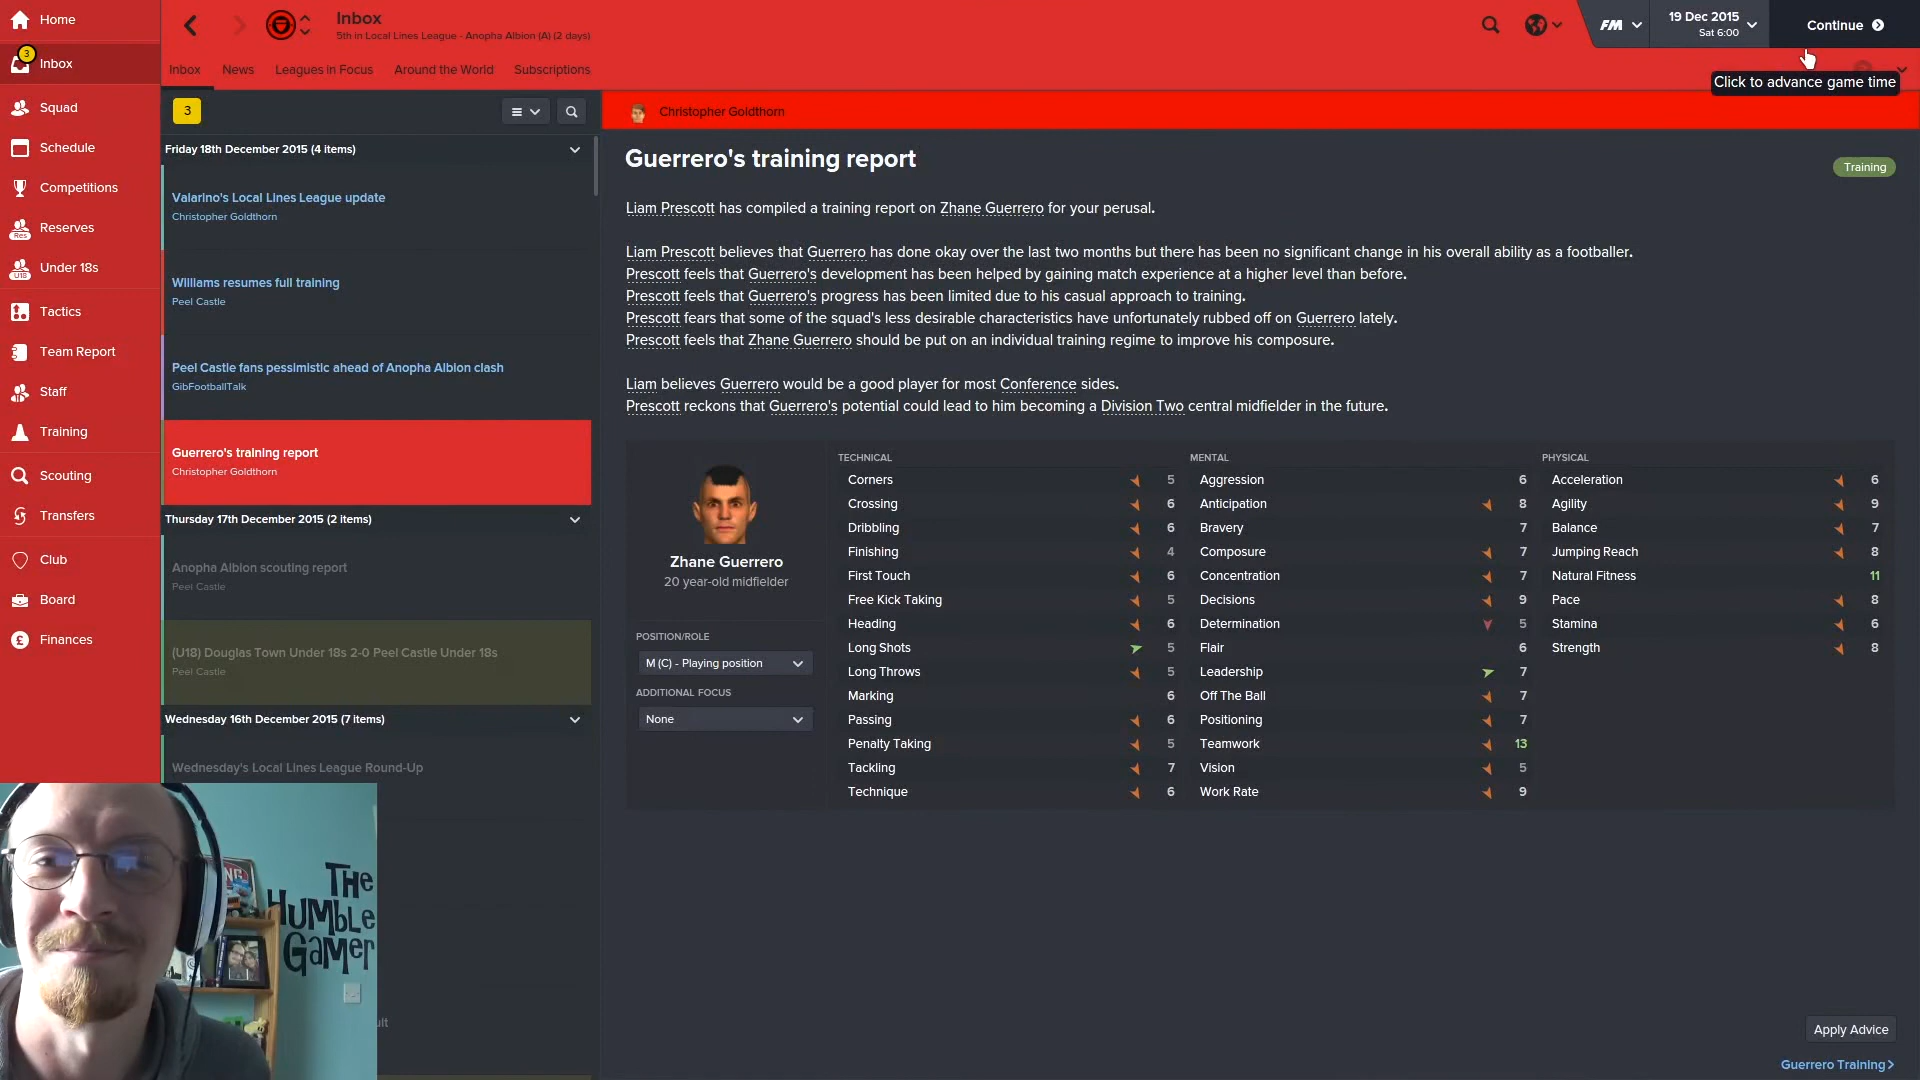 Home
3
Inbox
Squad
Schedule
Competitions
Res
Reserves
U18
Under 18s
Tactics
Team Report
Staff
Training
Scouting
Transfers
Club
Board
£
Finances
Inbox
5th in Local Lines League - Anopha Albion (A) (2 days)
FM
19 Dec 2015
Sat 6:00
Continue
Click to advance game time
Inbox News Leagues In Focus Around the World Subscriptions
3
Friday 18th December 2015 (4 items)
Valarino's Local Lines League update
Christopher Goldthorn
Williams resumes full training
Peel Castle
Peel Castle fans pessimistic ahead of Anopha Albion clash
GibFootballTalk
Guerrero's training report
Christopher Goldthorn
Thursday 17th December 2015 (2 items)
Anopha Albion scouting report
Peel Castle
(U18) Douglas Town Under 18s 2-0 Peel Castle Under 18s
Peel Castle
Wednesday 16th December 2015 (7 items)
Wednesday's Local Lines League Round-Up
ult
THE
HUMBLE
GAMER
Christopher Goldthorn
Guerrero's training report
Training
Liam Prescott has compiled a training report on Zhane Guerrero for your perusal.
Liam Prescott believes that Guerrero has done okay over the last two months but there has been no significant change in his overall ability as a footballer.
Prescott feels that Guerrero's development has been helped by gaining match experience at a higher level than before.
Prescott feels that Guerrero's progress has been limited due to his casual approach to training.
Prescott fears that some of the squad's less desirable characteristics have unfortunately rubbed off on Guerrero lately.
Prescott feels that Zhane Guerrero should be put on an individual training regime to improve his composure.
Liam believes Guerrero would be a good player for most Conference sides.
Prescott reckons that Guerrero's potential could lead to him becoming a Division Two central midfielder in the future.
Zhane Guerrero
20 year-old midfielder
POSITION/ROLE
M (C) - Playing position
ADDITIONAL FOCUS
None
TECHNICAL
Corners 5
Crossing 6
Dribbling 6
Finishing 4
First Touch 6
Free Kick Taking 5
Heading 6
Long Shots 5
Long Throws 5
Marking 6
Passing 6
Penalty Taking 5
Tackling 7
Technique 6
MENTAL
Aggression 6
Anticipation 8
Bravery 7
Composure 7
Concentration 7
Decisions 9
Determination 5
Flair 6
Leadership 7
Off The Ball 7
Positioning 7
Teamwork 13
Vision 5
Work Rate 9
PHYSICAL
Acceleration 6
Agility 9
Balance 7
Jumping Reach 8
Natural Fitness 11
Pace 8
Stamina 6
Strength 8
Apply Advice
Guerrero Training>